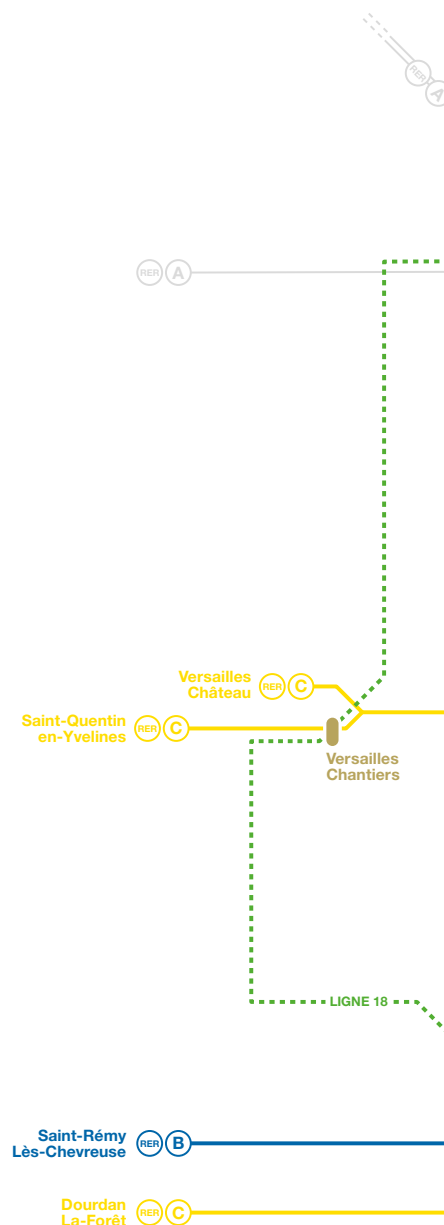 RER A
RER A
Versailles
Château RER C
Saint-Quentin
en-Yvelines RER C
Versailles
Chantiers
LIGNE 18
Saint-Rémy
Lès-Chevreuse RER B
Dourdan
La-Forêt RER C